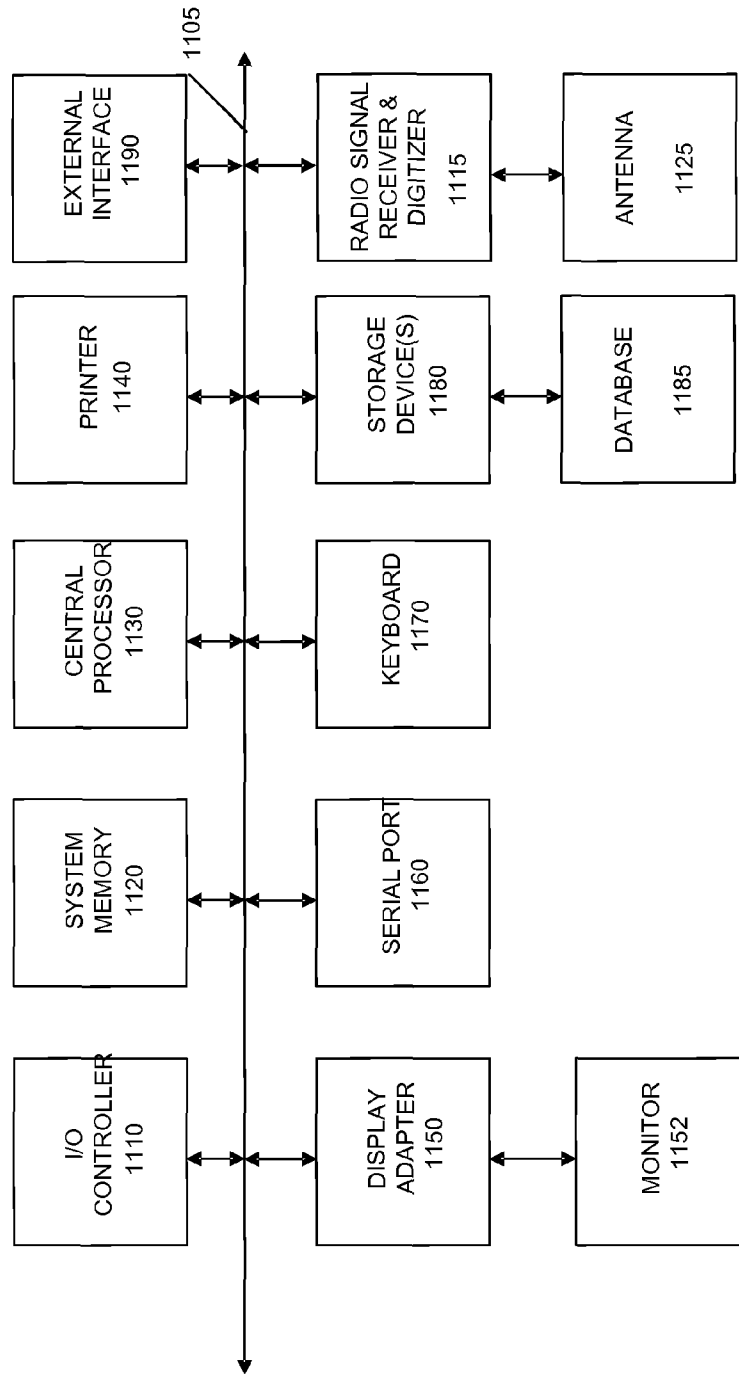 I/O
CONTROLLER
1110
SYSTEM
MEMORY
1120
CENTRAL
PROCESSOR
1130
PRINTER
1140
EXTERNAL
INTERFACE
1190
1105
DISPLAY
ADAPTER
1150
SERIAL PORT
1160
KEYBOARD
1170
STORAGE
DEVICE(S)
1180
RADIO SIGNAL
RECEIVER &
DIGITIZER
1115
MONITOR
1152
DATABASE
1185
ANTENNA
1125